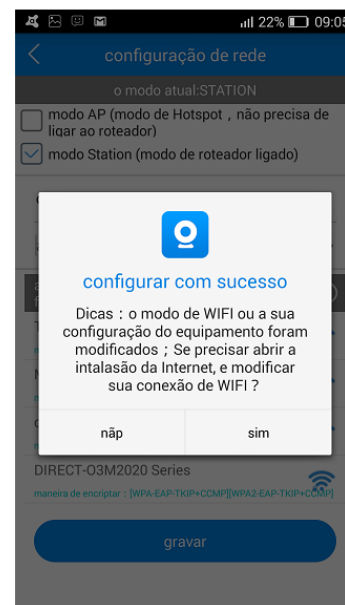 22% 09:05
configuração de rede
o modo atual:STATION
modo AP (modo de Hotspot , não precisa de
ligar ao roteador)
modo Station (modo de roteador ligado)
configurar com sucesso
Dicas : o modo de WIFI ou a sua
configuração do equipamento foram
modificados ; Se precisar abrir a
intalasão da Internet, e modificar
sua conexão de WIFI ?
nãp sim
DIRECT-O3M2020 Series
maneira de encriptar : [WPA-EAP-TKIP+CCMP][WPA2-EAP-TKIP+CCMP]
gravar